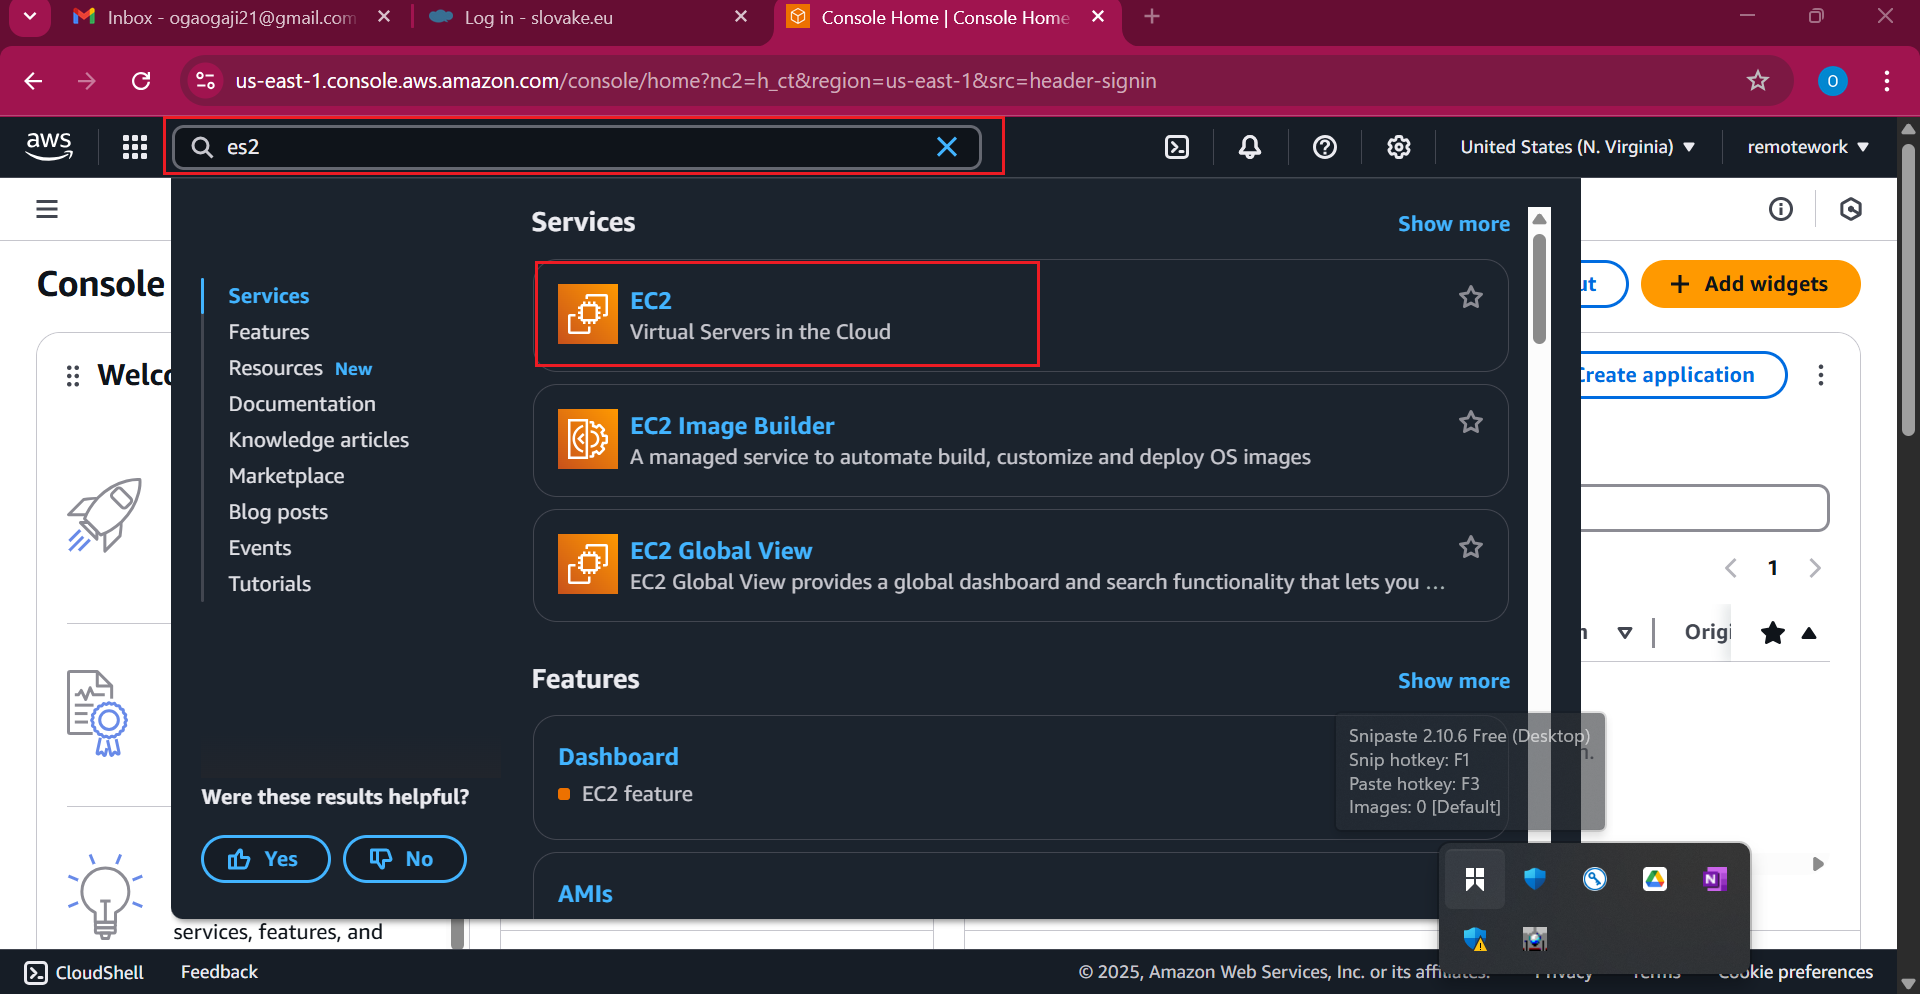 Inbox - ogaogaji21@gmail.com
Log in - slovake.eu
Console Home | Console Home
us-east-1.console.aws.amazon.com/console/home?nc2=h_ct&region=us-east-1&src=header-signin
O
aws
es2
United States (N. Virginia)
remotework
Services
Show more
Console
Services
Features
Resources New
Documentation
Knowledge articles
Marketplace
Blog posts
Events
Tutorials
EC2
Virtual Servers in the Cloud
Add widgets
Create application
EC2 Image Builder
A managed service to automate build, customize and deploy OS images
EC2 Global View
EC2 Global View provides a global dashboard and search functionality that lets you ...
1
Origi
Features
Show more
Dashboard
EC2 feature
Snipaste 2.10.6 Free (Desktop)
Snip hotkey: F1
Paste hotkey: F3
Images: 0 [Default]
Were these results helpful?
Yes
No
AMIs
services, features, and
CloudShell
Feedback
© 2025, Amazon Web Services, Inc. or its affiliates.
Privacy
Terms
Cookie preferences